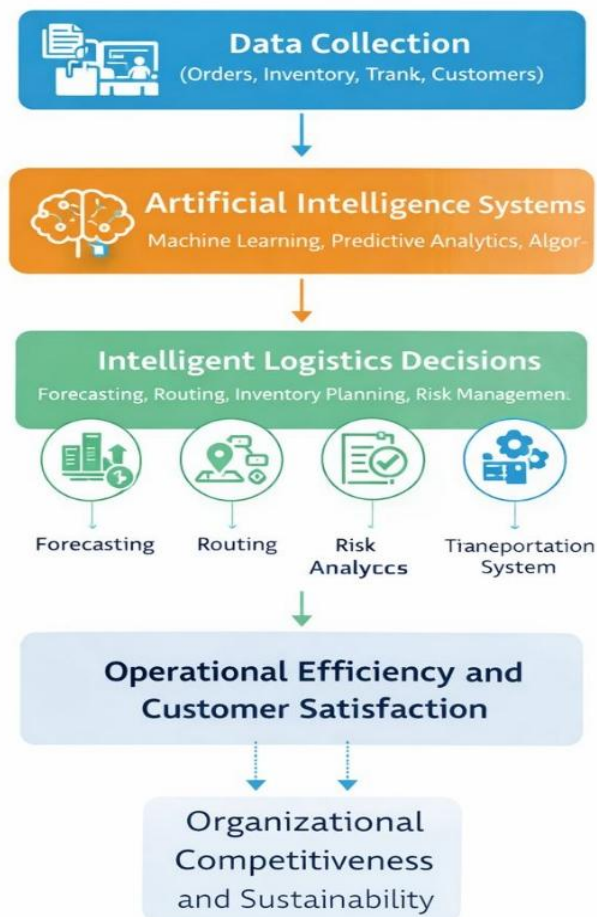 Data Collection
(Orders, Inventory, Trank, Customers)
Artificial Intelligence Systems
Machine Learning, Predictive Analytics, Algor-
Intelligent Logistics Decisions
Forecasting, Routing, Inventory Planning, Risk Managemen
Forecasting
Routing
Risk
Analyccs
Tianeportation
System
Operational Efficiency and
Customer Satisfaction
Organizational
Competitiveness
and Sustainability